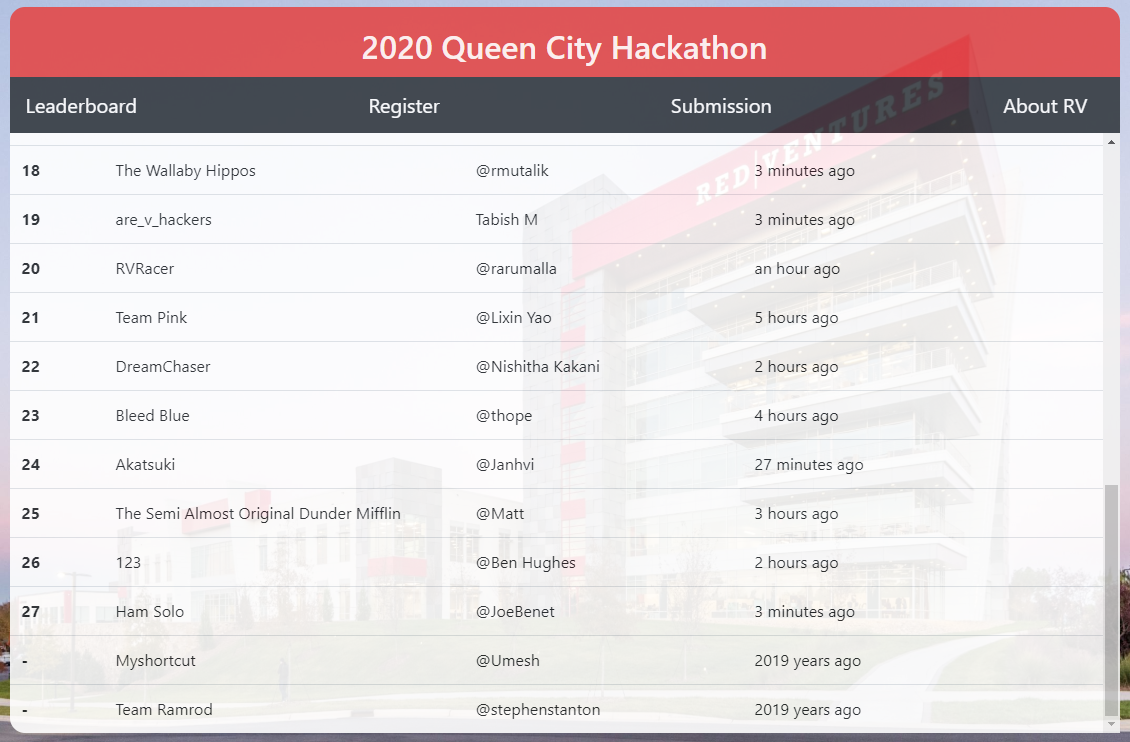 2020 Queen City Hackathon
Leaderboard Register Submission About RV
RED VENTURES
18 The Wallaby Hippos @rmutalik 3 minutes ago
19 are_v_hackers Tabish M 3 minutes ago
20 RVRacer @rarumalla an hour ago
21 Team Pink @Lixin Yao 5 hours ago
22 DreamChaser @Nishitha Kakani 2 hours ago
23 Bleed Blue @thope 4 hours ago
24 Akatsuki @Janhvi 27 minutes ago
25 The Semi Almost Original Dunder Mifflin @Matt 3 hours ago
26 123 @Ben Hughes 2 hours ago
27 Ham Solo @JoeBenet 3 minutes ago
- Myshortcut @Umesh 2019 years ago
- Team Ramrod @stephenstanton 2019 years ago